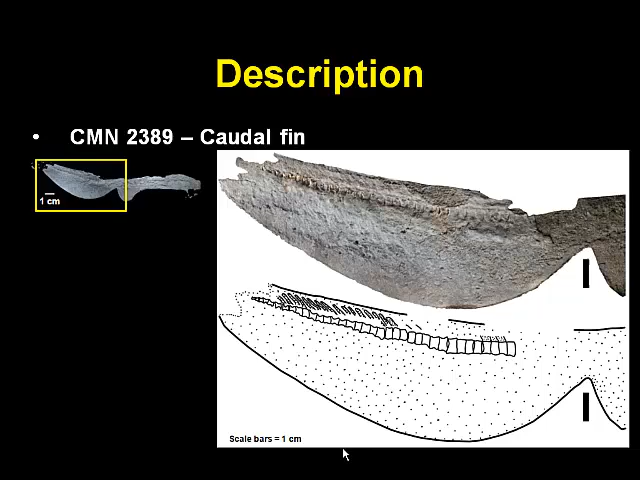 Description
• CMN 2389 – Caudal fin
1 cm
Scale bars = 1 cm